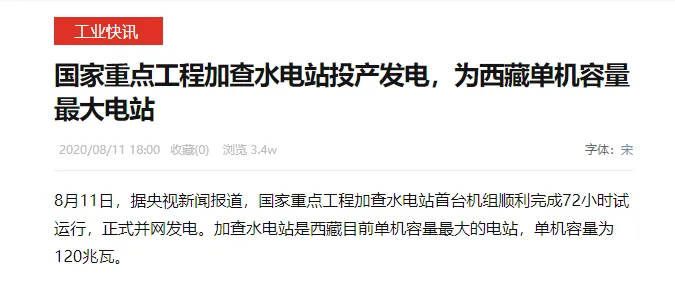 工业快讯
国家重点工程加查水电站投产发电，为西藏单机容量
最大电站
2020/08/11 18:00 收藏(0) 浏览 3.4w 字体：宋
8月11日，据央视新闻报道，国家重点工程加查水电站首台机组顺利完成72小时试
运行，正式并网发电。加查水电站是西藏目前单机容量最大的电站，单机容量为
120兆瓦。